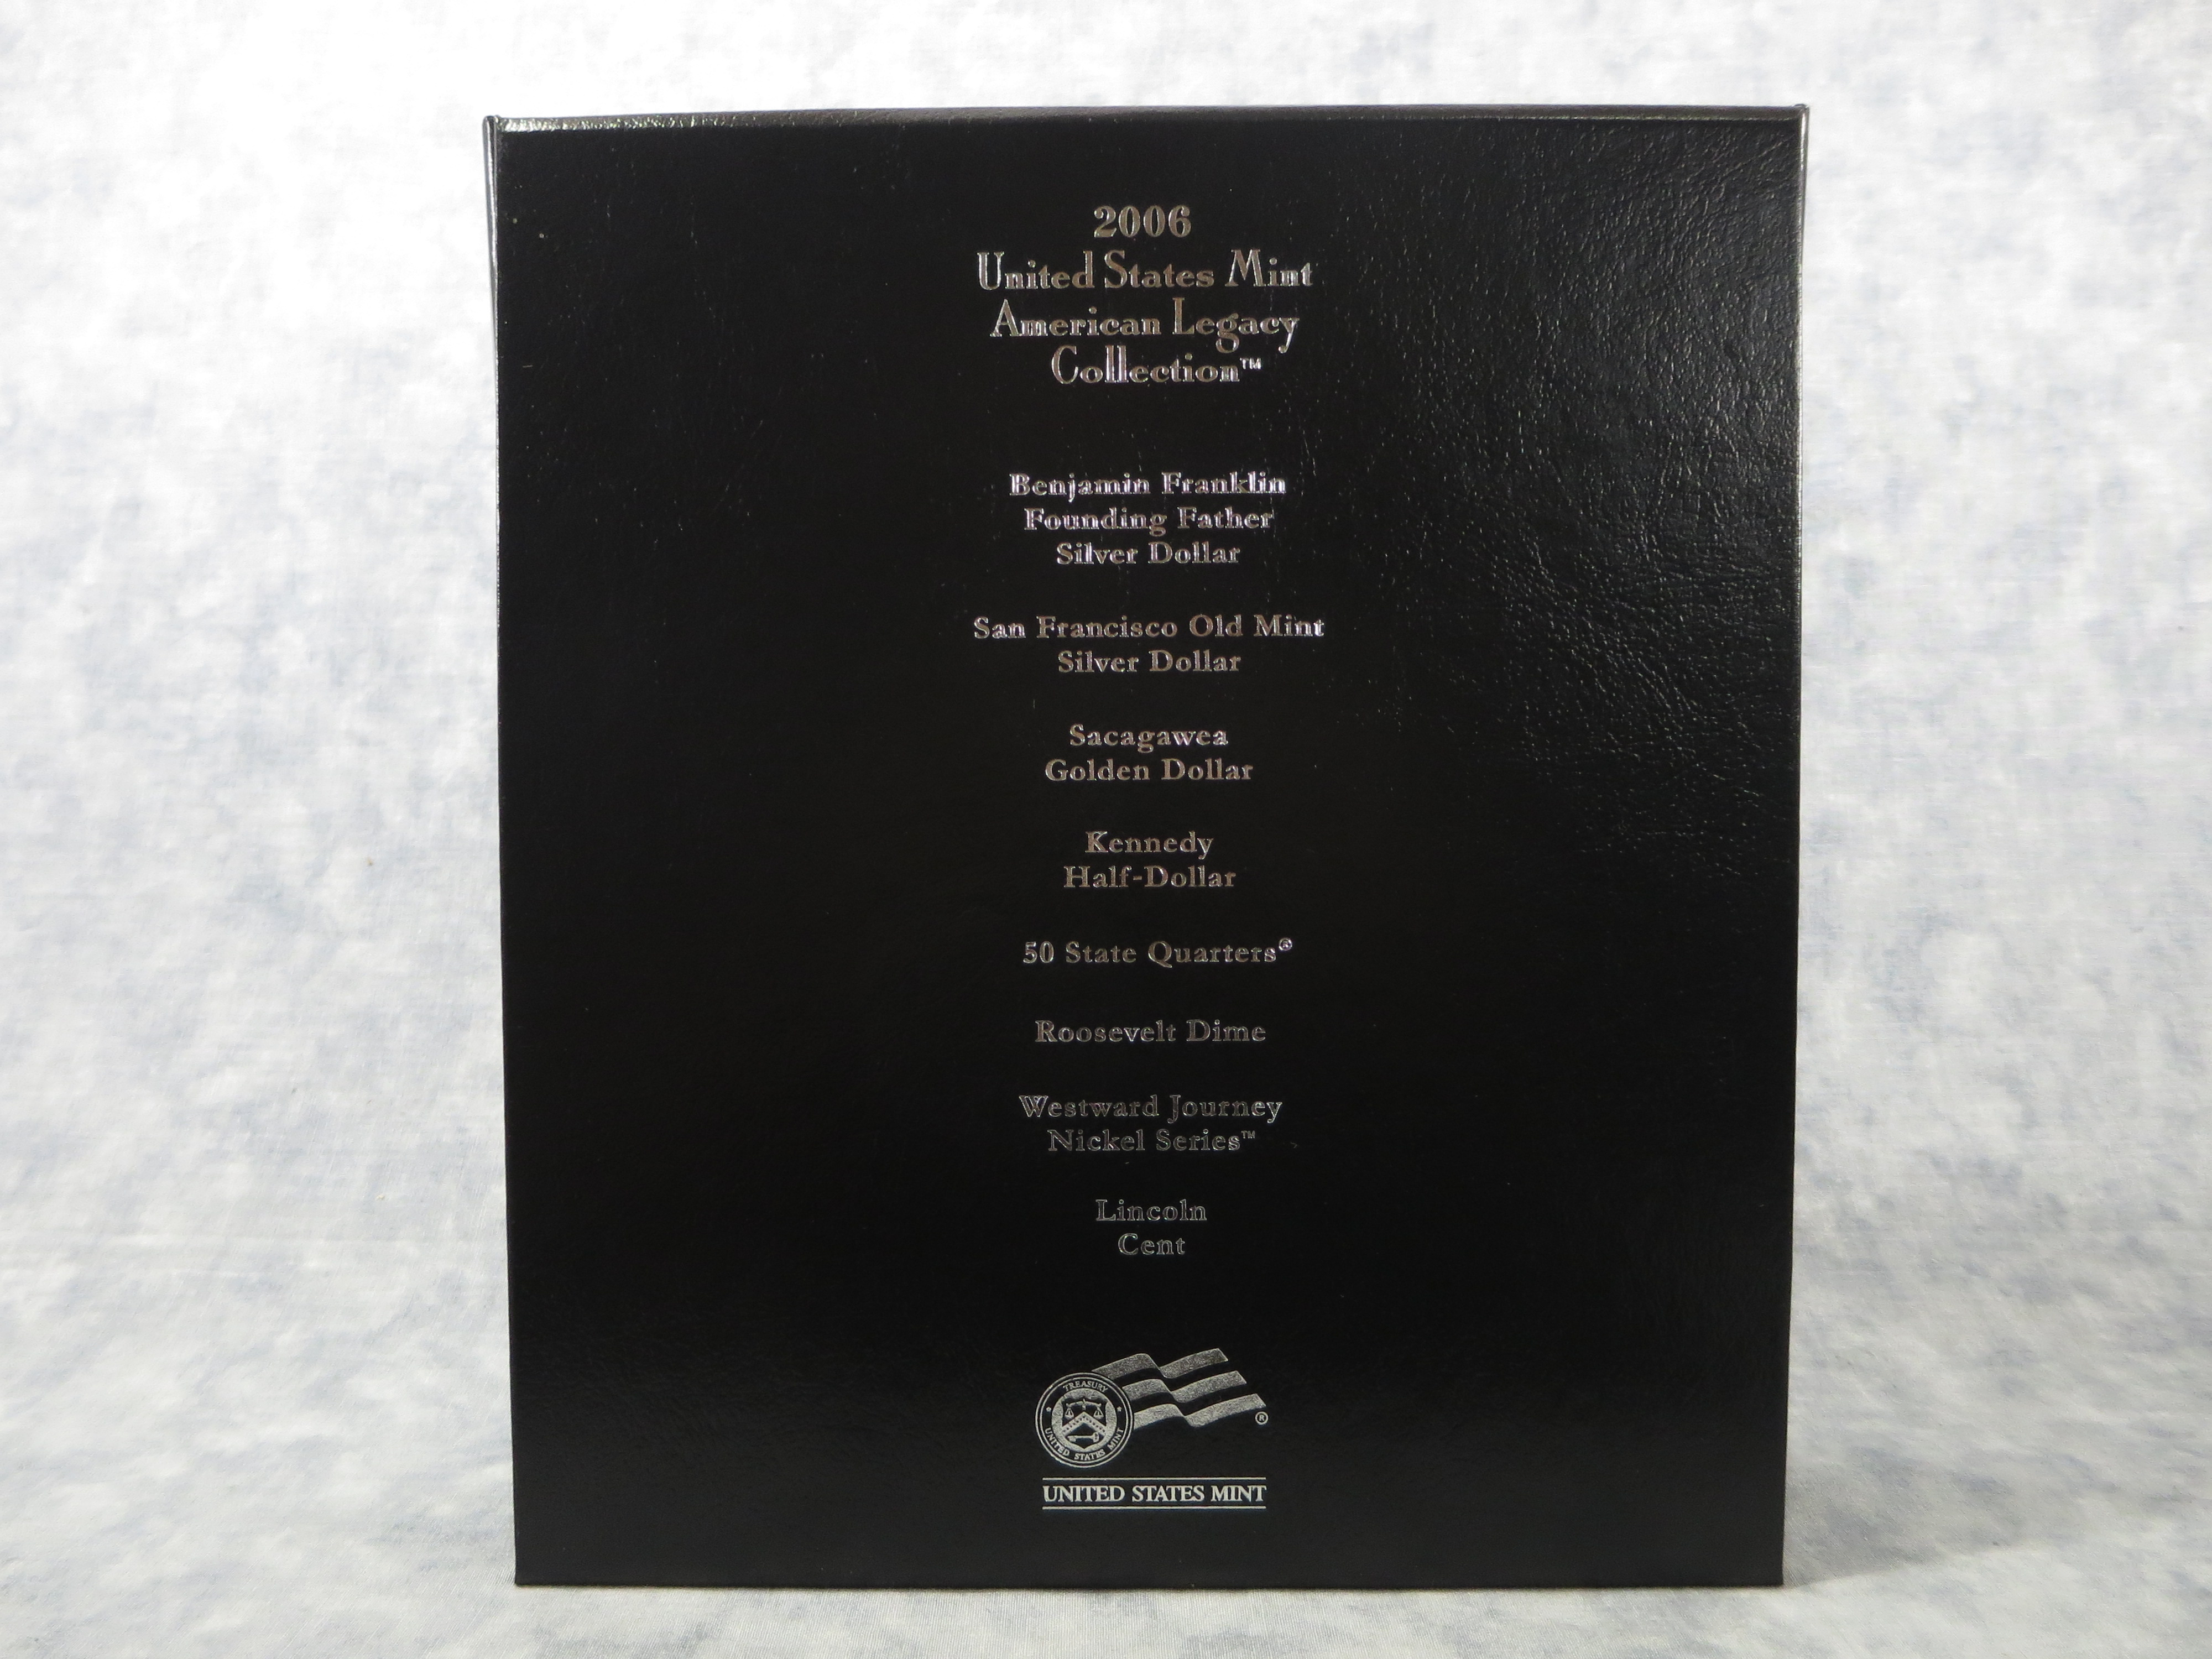 2006
United States Mint
American Legacy
Collection™
Benjamin Franklin
Founding Father
Silver Dollar
San Francisco Old Mint
Silver Dollar
Sacagawea
Golden Dollar
Kennedy
Half-Dollar
50 State Quarters®
Roosevelt Dime
Westward Journey
Nickel Series™
Lincoln
Cent
TREASURY
UNITED STATES MINT
®
UNITED STATES MINT